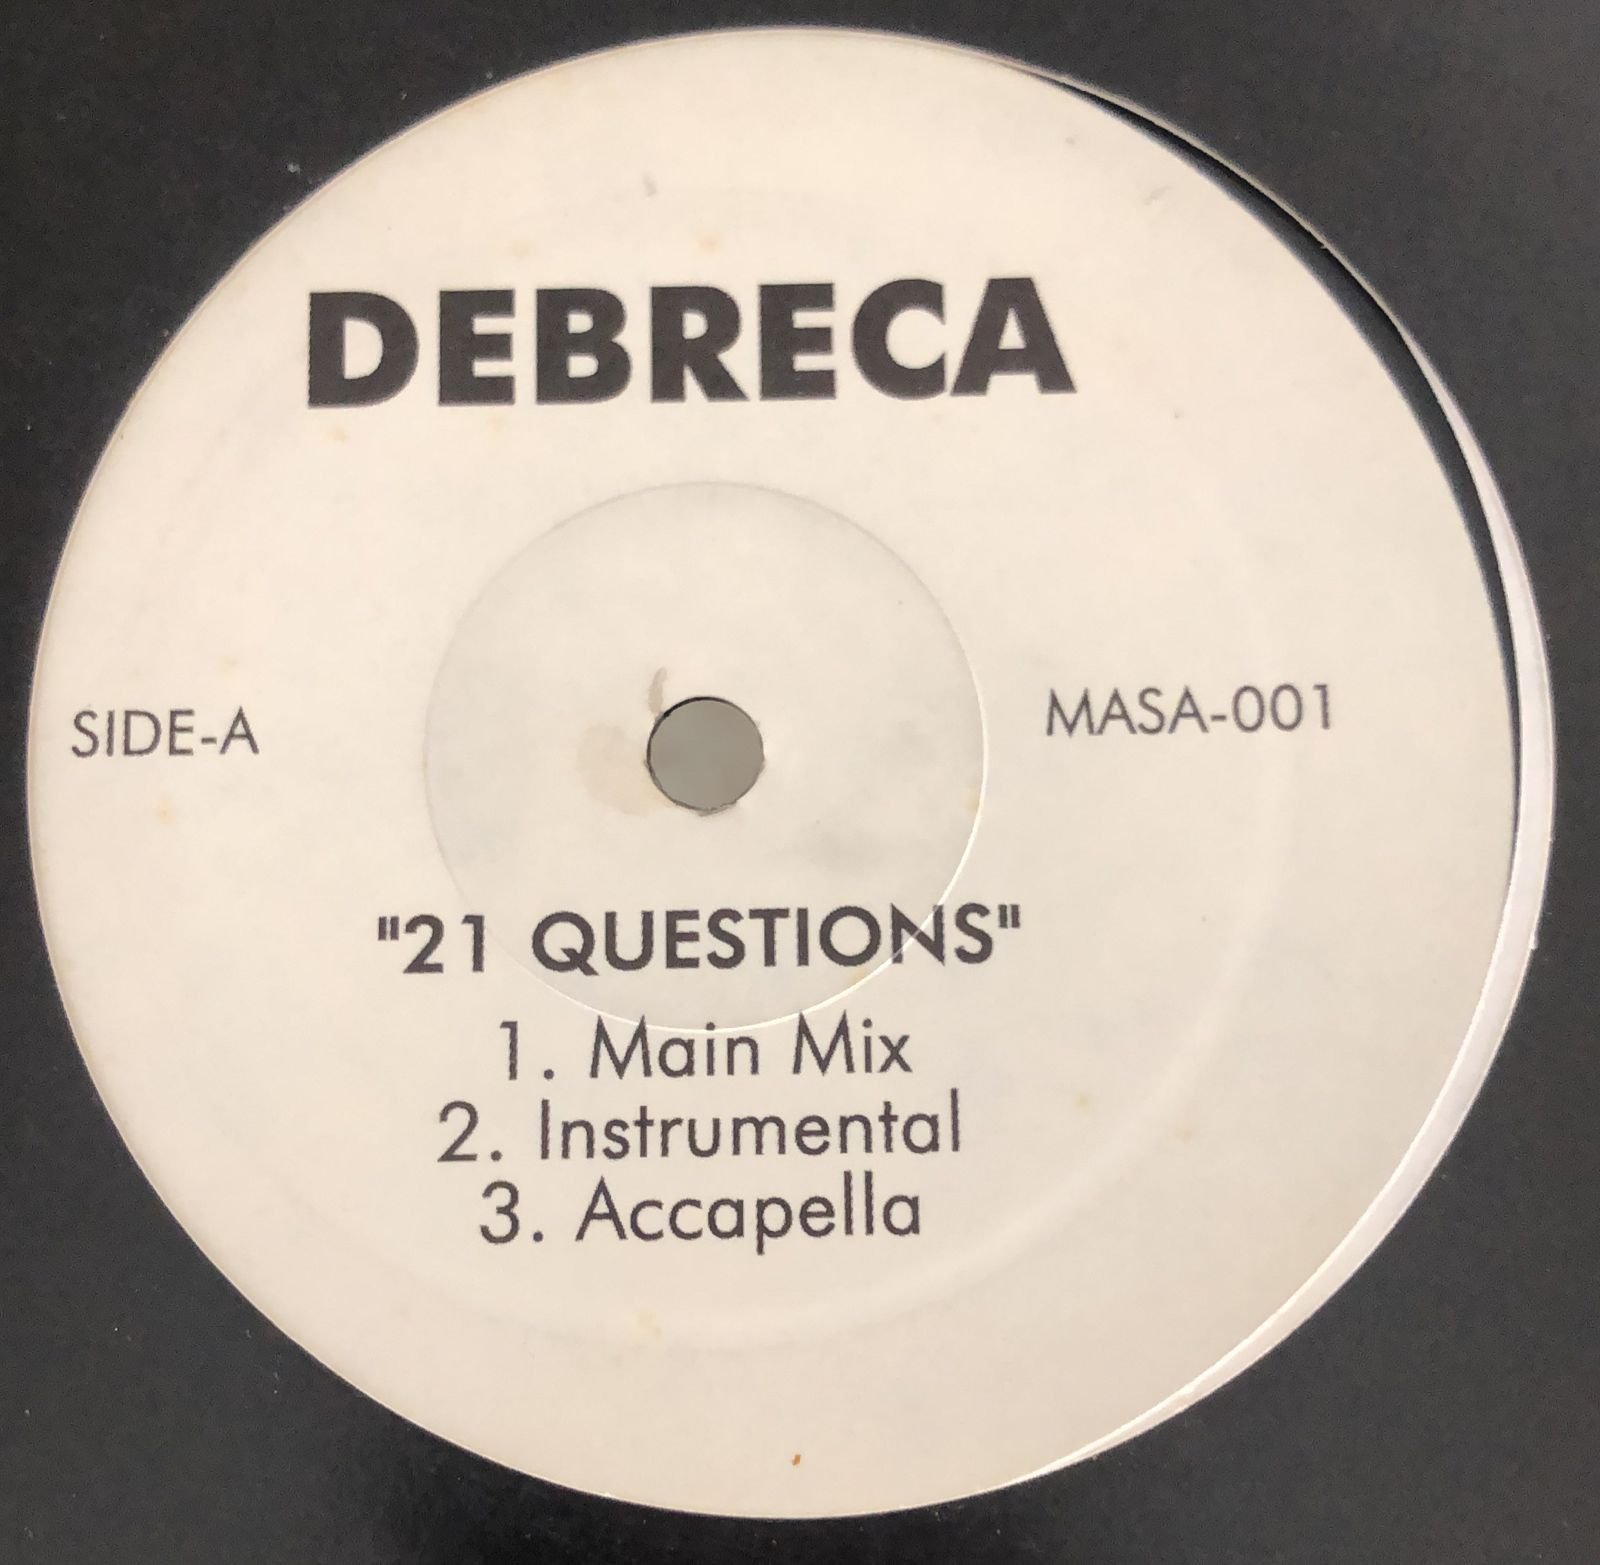 DEBRECA
SIDE-A
MASA-001
"21 QUESTIONS"
1. Main Mix
2. Instrumental
3. Accapella